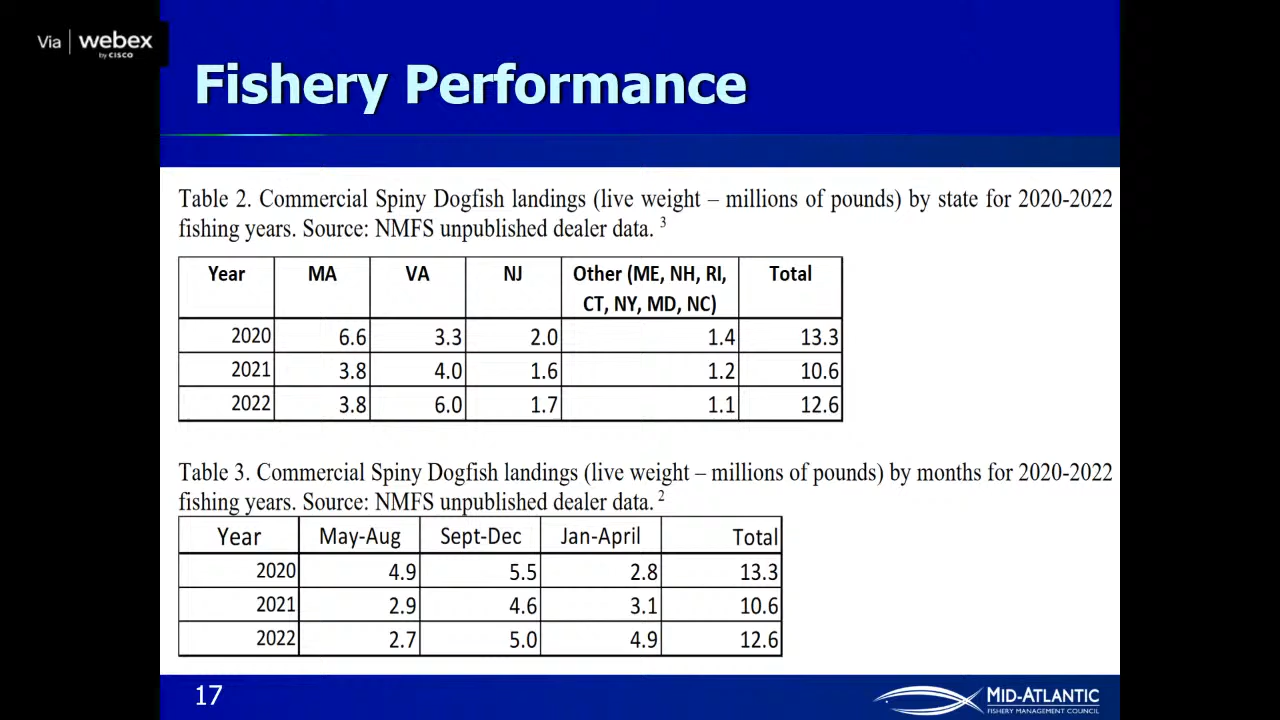 Via | webex
by CISCO
Fishery Performance
Table 2. Commercial Spiny Dogfish landings (live weight – millions of pounds) by state for 2020-2022
fishing years. Source: NMFS unpublished dealer data. 3
Year MA VA NJ Other (ME, NH, RI, Total
CT, NY, MD, NC)
2020 6.6 3.3 2.0 1.4 13.3
2021 3.8 4.0 1.6 1.2 10.6
2022 3.8 6.0 1.7 1.1 12.6
Table 3. Commercial Spiny Dogfish landings (live weight – millions of pounds) by months for 2020-2022
fishing years. Source: NMFS unpublished dealer data. 2
Year May-Aug Sept-Dec Jan-April Total
2020 4.9 5.5 2.8 13.3
2021 2.9 4.6 3.1 10.6
2022 2.7 5.0 4.9 12.6
17
MID-ATLANTIC
FISHERY MANAGEMENT COUNCIL